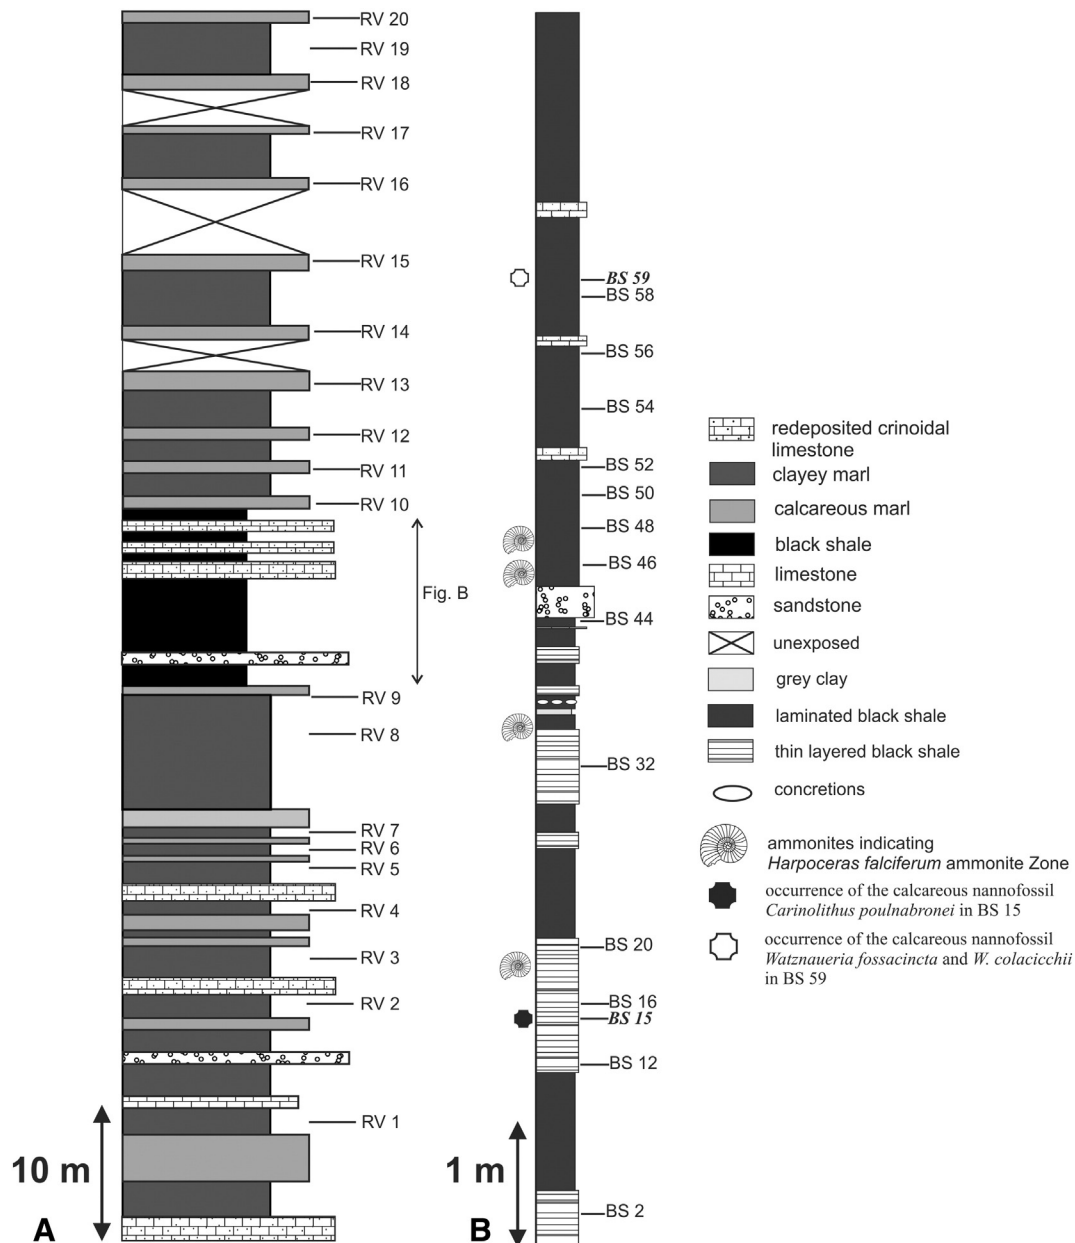 RV 20
RV 19
RV 18
RV 17
RV 16
RV 15
RV 14
RV 13
RV 12
RV 11
RV 10
Fig. B
RV 9
RV 8
RV 7
RV 6
RV 5
RV 4
RV 3
RV 2
RV 1
10 m
A
BS 59
BS 58
BS 56
BS 54
BS 52
BS 50
BS 48
BS 46
BS 44
BS 32
BS 20
BS 16
BS 15
BS 12
BS 2
1 m
B
redeposited crinoidal
limestone
clayey marl
calcareous marl
black shale
limestone
sandstone
unexposed
grey clay
laminated black shale
thin layered black shale
concretions
ammonites indicating
Harpoceras falciferum ammonite Zone
occurrence of the calcareous nannofossil
Carinolithus poulnabronei in BS 15
occurrence of the calcareous nannofossil
Watznaueria fossacincta and W. colacicchii
in BS 59